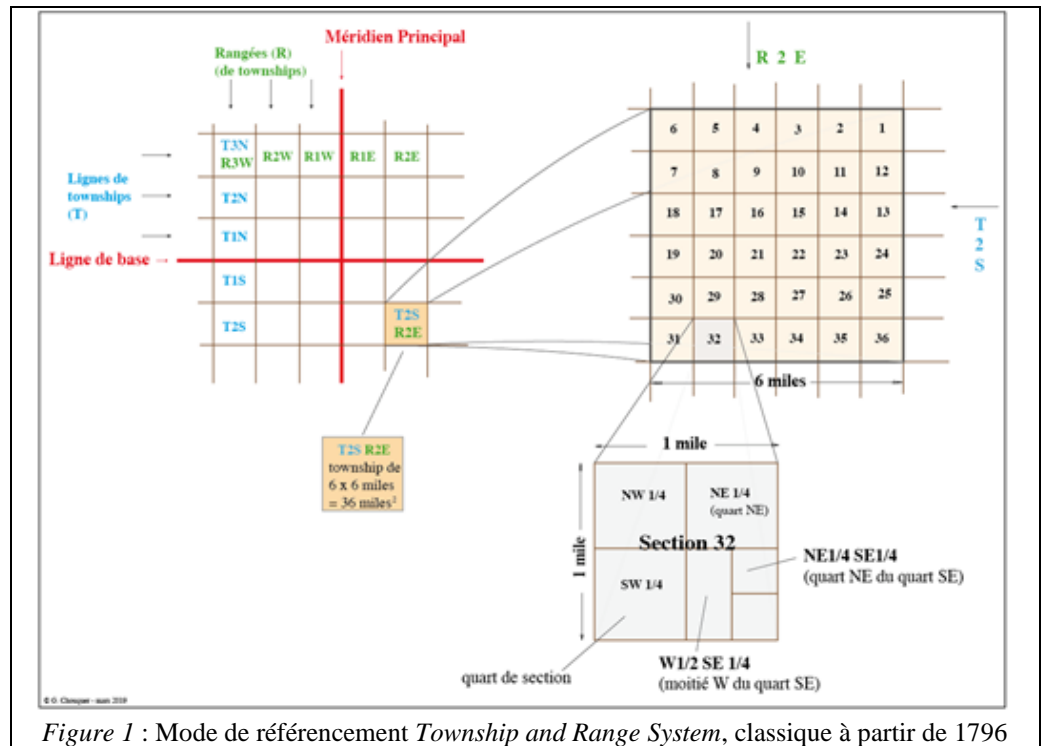 Méridien Principal
Rangées (R)
(de townships)
R 2 E
T3N
R3W R2W R1W R1E R2E
Lignes de
townships
(T)
T2N
T1N
Ligne de base
T1S
T2S
T2S
R2E
T2S R2E
township de
6 x 6 miles
= 36 miles²
6 5 4 3 2 1
7 8 9 10 11 12
18 17 16 15 14 13
19 20 21 22 23 24
30 29 28 27 26 25
31 32 33 34 35 36
T
2
S
6 miles
1 mile
1 mile
NW 1/4
NE 1/4
(quart NE)
Section 32
SW 1/4
NE1/4 SE1/4
(quart NE du quart SE)
W1/2 SE 1/4
(moitié W du quart SE)
quart de section
© G. Chouquer - mars 2019
Figure 1 : Mode de référencement Township and Range System, classique à partir de 1796